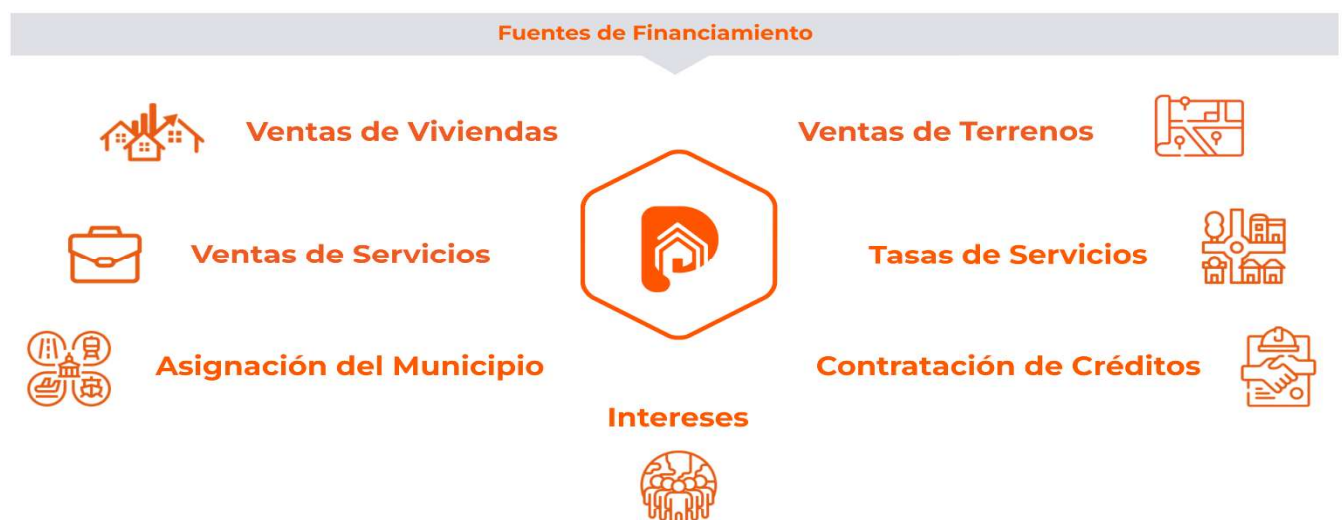 Fuentes de Financiamiento
Ventas de Viviendas
Ventas de Terrenos
Ventas de Servicios
Tasas de Servicios
Asignación del Municipio
Contratación de Créditos
Intereses